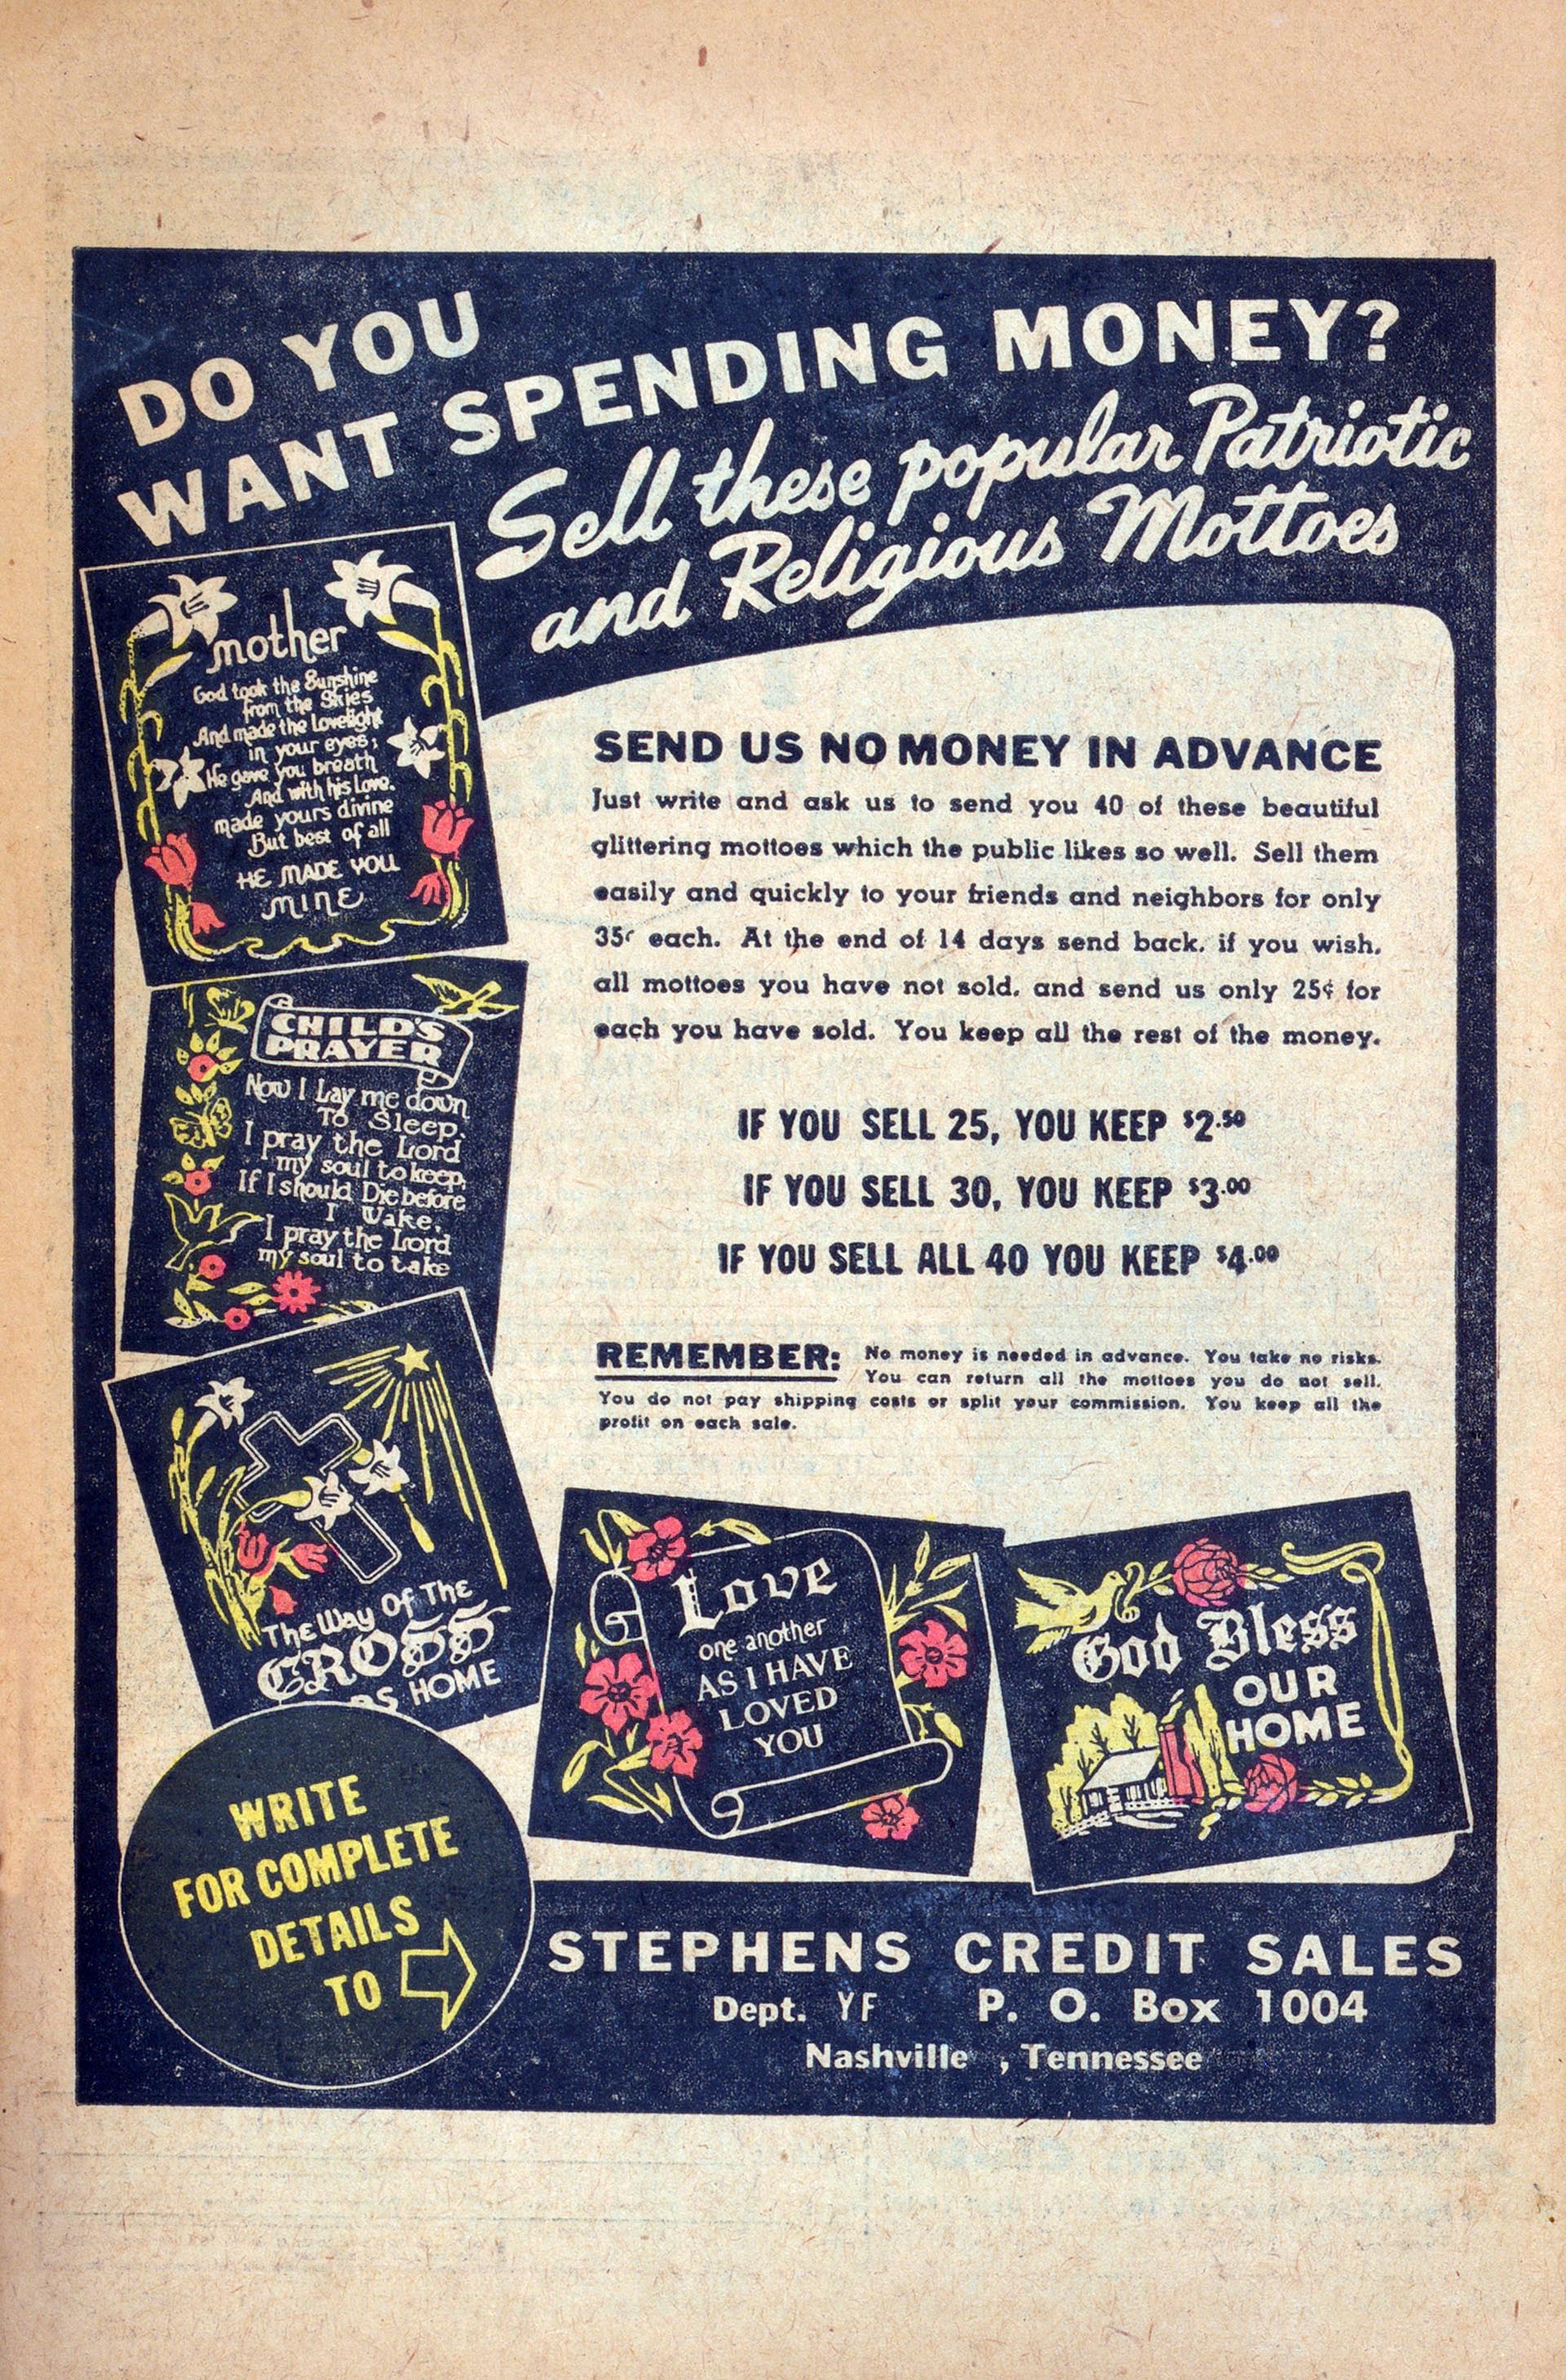 DO YOU
WANT SPENDING MONEY?
Sell these popular Patriotic
and Religious Mottoes
mother
God took the Sunshine
from the Skies
And made the Lovelight
in your eyes;
He gave you breath
And with his Love.
made yours divine
But best of all
HE MADE YOU
MINE
CHILD'S
PRAYER
Now I Lay me down
To Sleep.
I pray the Lord
my soul to keep,
If I should Die before
I Wake,
I pray the Lord
my soul to take
The Way Of The
CROSS
HOME
SEND US NO MONEY IN ADVANCE
Just write and ask us to send you 40 of these beautiful
glittering mottoes which the public likes so well. Sell them
easily and quickly to your friends and neighbors for only
35¢ each. At the end of 14 days send back, if you wish,
all mottoes you have not sold, and send us only 25¢ for
each you have sold. You keep all the rest of the money.
IF YOU SELL 25, YOU KEEP $2.50
IF YOU SELL 30, YOU KEEP $3.00
IF YOU SELL ALL 40 YOU KEEP $4.00
REMEMBER: No money is needed in advance. You take no risks.
You can return all the mottoes you do not sell.
You do not pay shipping costs or split your commission. You keep all the
profit on each sale.
Love
one another
AS I HAVE
LOVED
YOU
God Bless
OUR
HOME
WRITE
FOR COMPLETE
DETAILS
TO
STEPHENS CREDIT SALES
Dept. YF P. O. Box 1004
Nashville , Tennessee